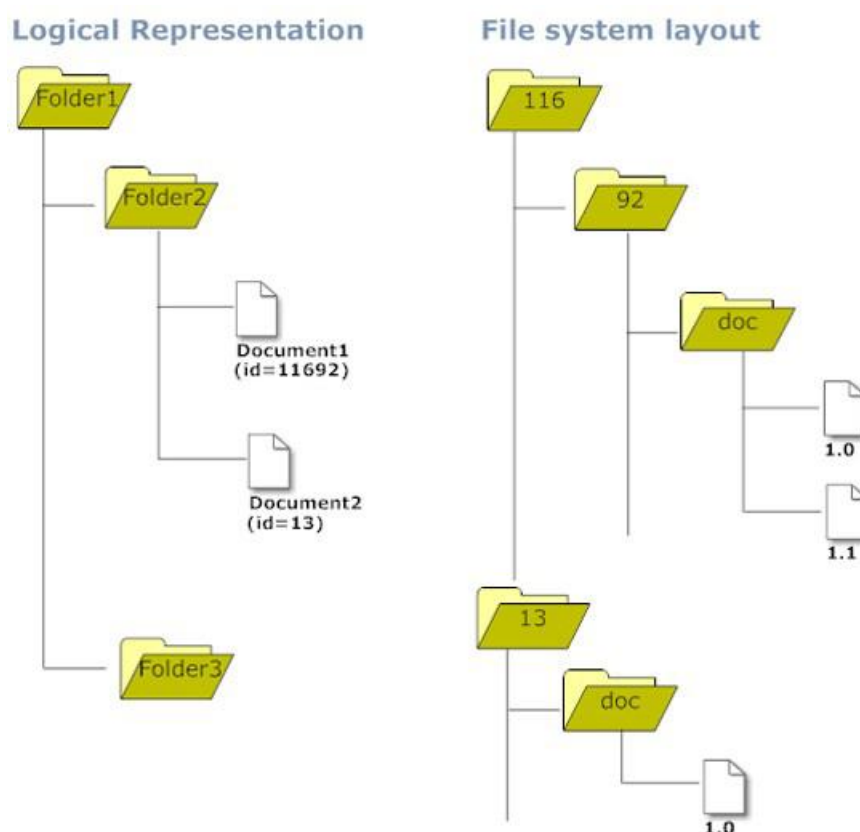 Logical Representation
Folder1
Folder2
Document1
(id=11692)
Document2
(id=13)
Folder3
File system layout
116
92
doc
1.0
1.1
13
doc
1.0